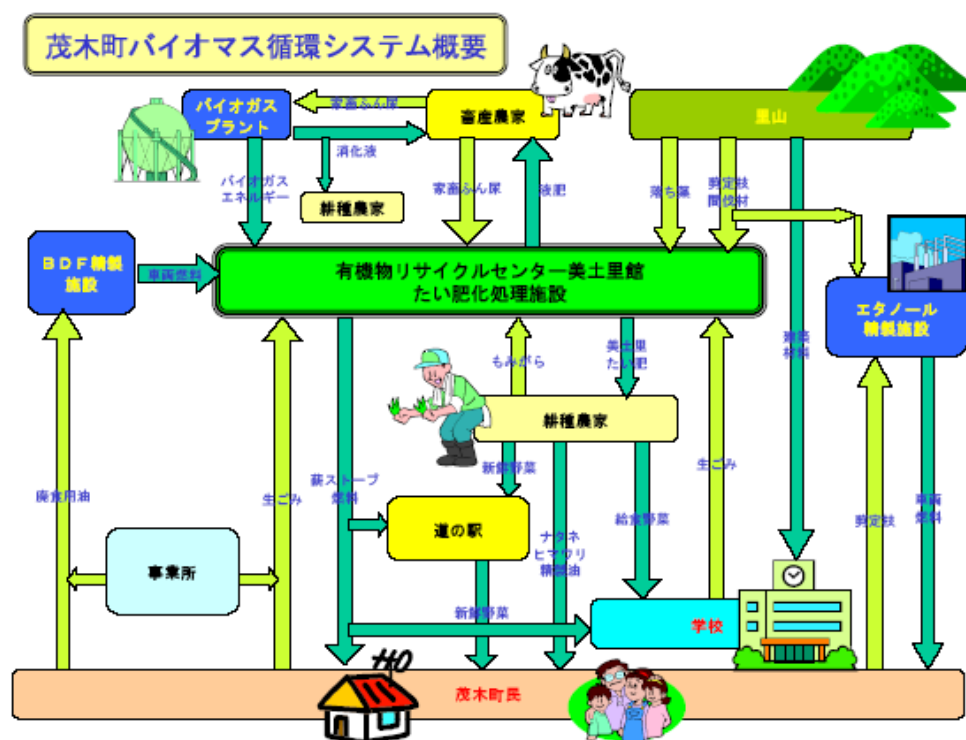 茂木町バイオマス循環システム概要
バイオガス
プラント
家畜ふん尿
畜産農家
里山
消化液
バイオガス
エネルギー
耕種農家
家畜ふん尿
液肥
落ち葉
剪定枝
間伐材
BDF精製
施設
車両燃料
有機物リサイクルセンター美土里館
たい肥化処理施設
エタノール
精製施設
もみがら
美土里
たい肥
建築
材料
耕種農家
廃食用油
生ごみ
薪ストーブ
燃料
新鮮野菜
生ごみ
道の駅
ナタネ
ヒマワリ
精製油
給食野菜
剪定枝
車両
燃料
事業所
新鮮野菜
学校
茂木町民